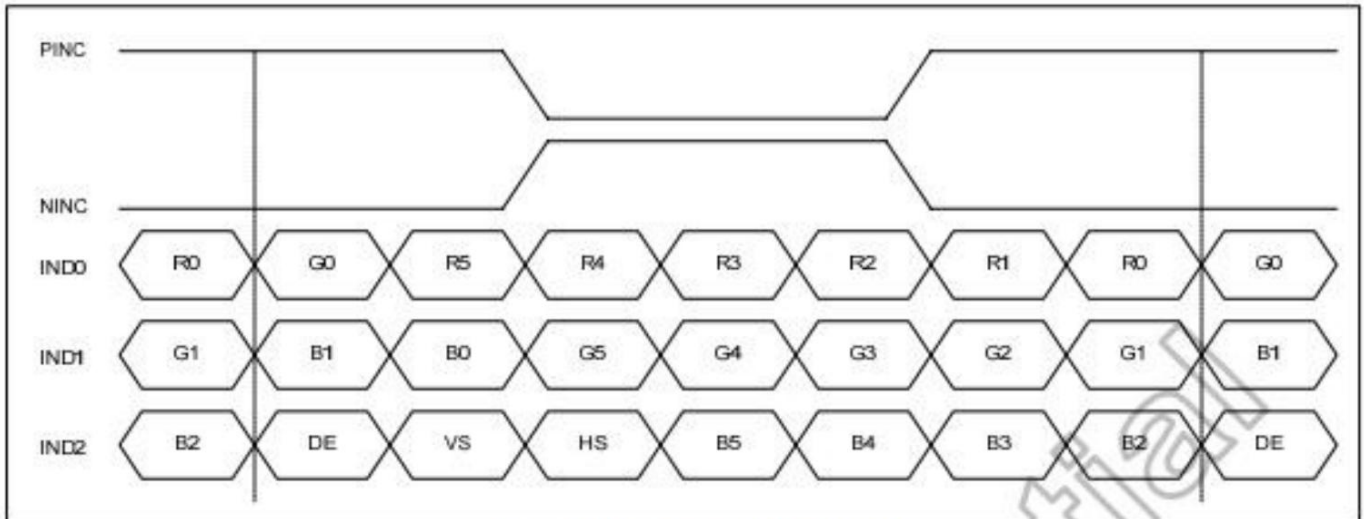 PINC
NINC
IND0 R0 G0 R5 R4 R3 R2 R1 R0 G0
IND1 G1 B1 B0 G5 G4 G3 G2 G1 B1
IND2 B2 DE VS HS B5 B4 B3 B2 DE
tial